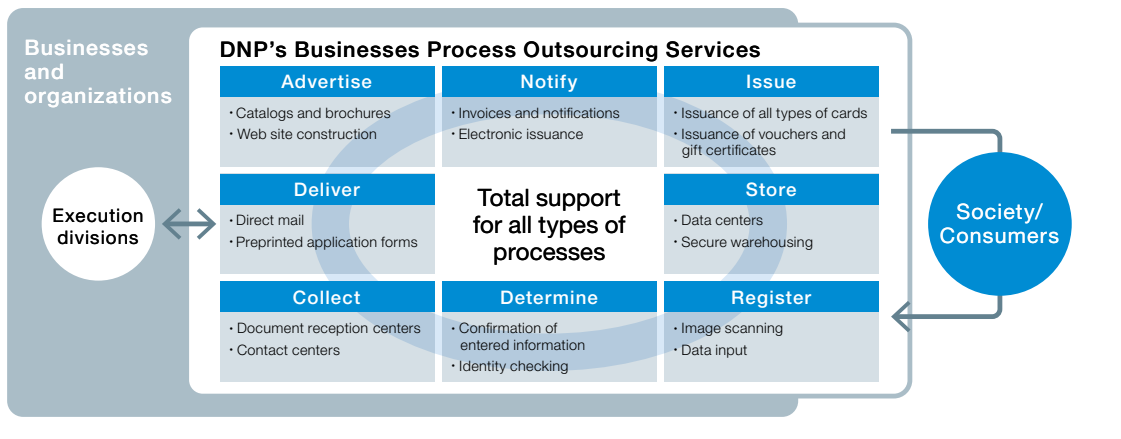 Businesses
and
organizations
DNP's Businesses Process Outsourcing Services
Advertise
・Catalogs and brochures
・Web site construction
Notify
・Invoices and notifications
・Electronic issuance
Issue
・Issuance of all types of cards
・Issuance of vouchers and
gift certificates
Execution
divisions
Deliver
・Direct mail
・Preprinted application forms
Total support
for all types of
processes
Store
・Data centers
・Secure warehousing
Society/
Consumers
Collect
・Document reception centers
・Contact centers
Determine
・Confirmation of
entered information
・Identity checking
Register
・Image scanning
・Data input